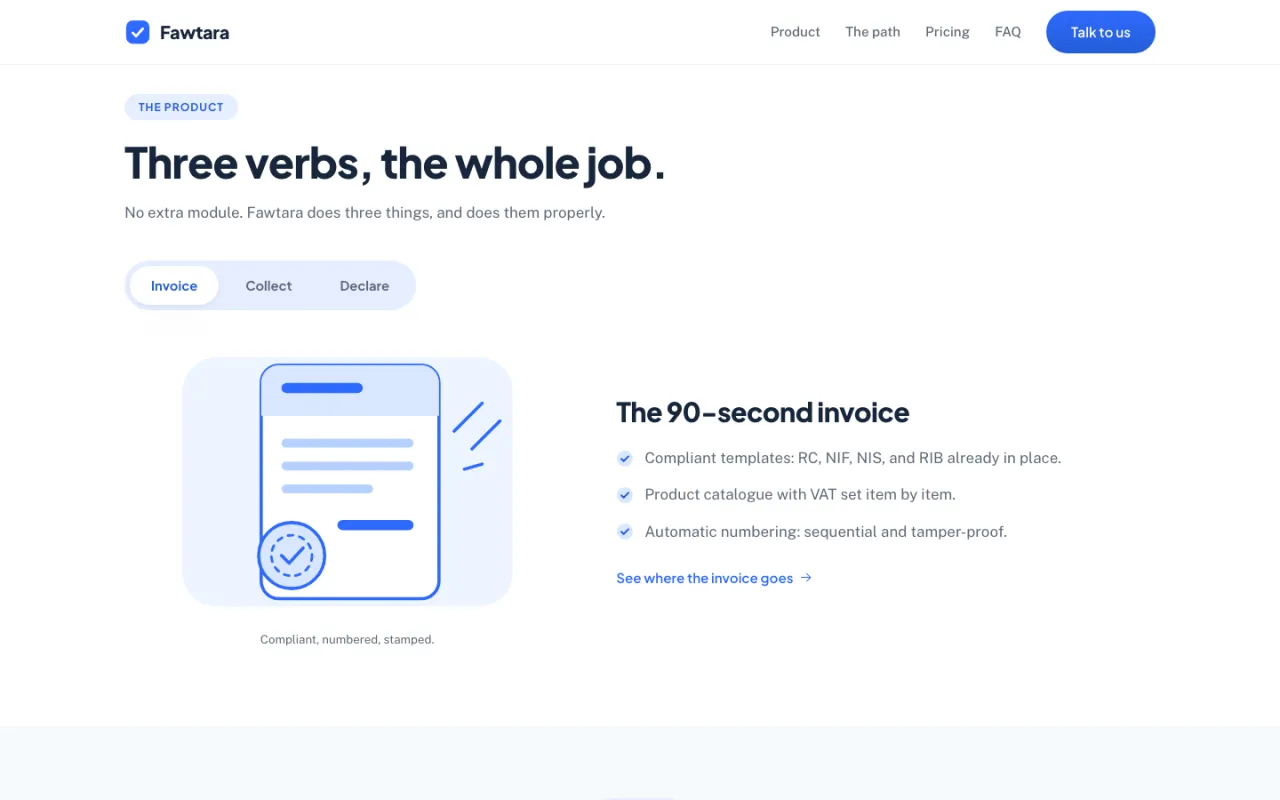 Fawtara
Product
The path
Pricing
FAQ
Talk to us
THE PRODUCT
Three verbs, the whole job.
No extra module. Fawtara does three things, and does them properly.
Invoice
Collect
Declare
The 90-second invoice
Compliant templates: RC, NIF, NIS, and RIB already in place.
Product catalogue with VAT set item by item.
Automatic numbering: sequential and tamper-proof.
See where the invoice goes →
Compliant, numbered, stamped.